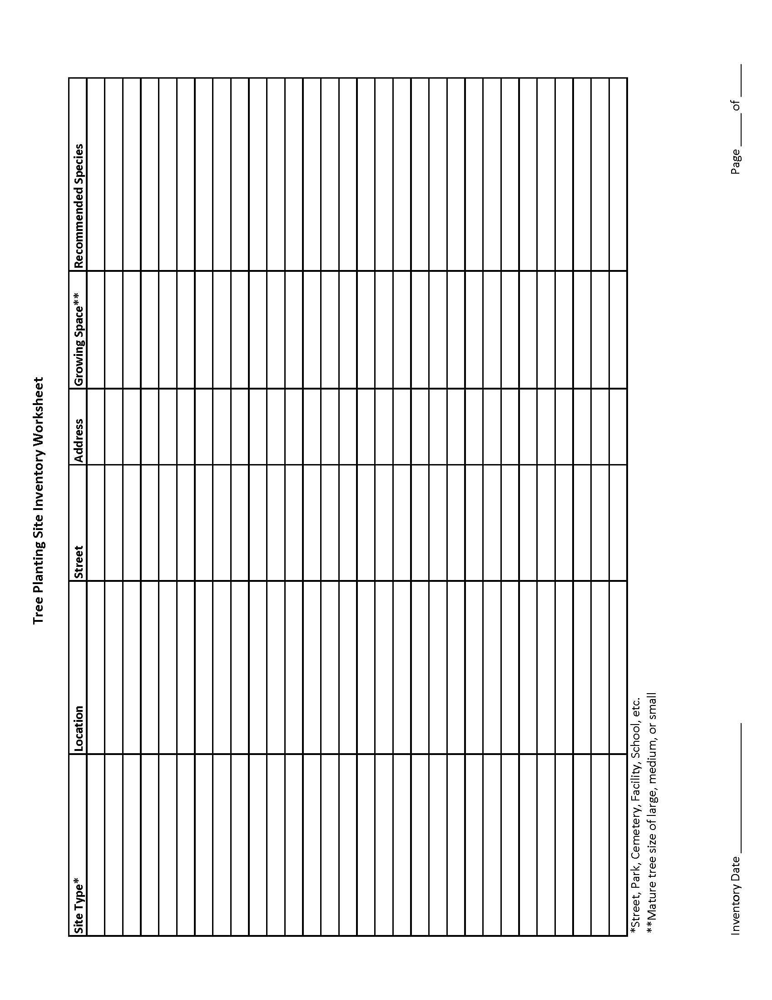 Tree Planting Site Inventory Worksheet
Site Type* Location Street Address Growing Space** Recommended Species
*Street, Park, Cemetery, Facility, School, etc.
**Mature tree size of large, medium, or small
Inventory Date ____________________ Page _____ of _____